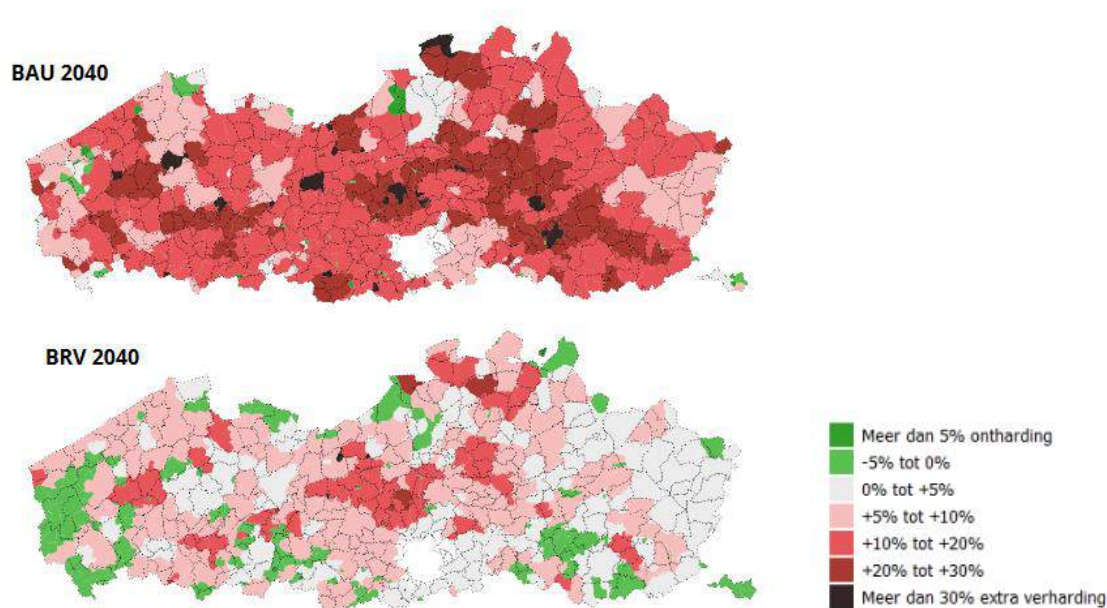 BAU 2040
BRV 2040
Meer dan 5% ontharding
-5% tot 0%
0% tot +5%
+5% tot +10%
+10% tot +20%
+20% tot +30%
Meer dan 30% extra verharding